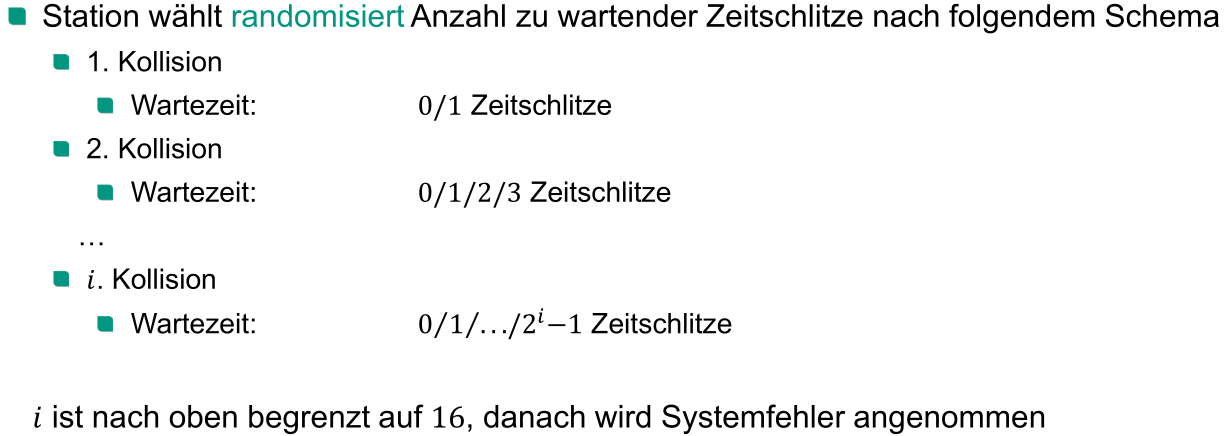 Station wählt randomisiert Anzahl zu wartender Zeitschlitze nach folgendem Schema
1. Kollision
Wartezeit: 0/1 Zeitschlitze
2. Kollision
Wartezeit: 0/1/2/3 Zeitschlitze
…
i. Kollision
Wartezeit: 0/1/…/2^i−1 Zeitschlitze
i ist nach oben begrenzt auf 16, danach wird Systemfehler angenommen